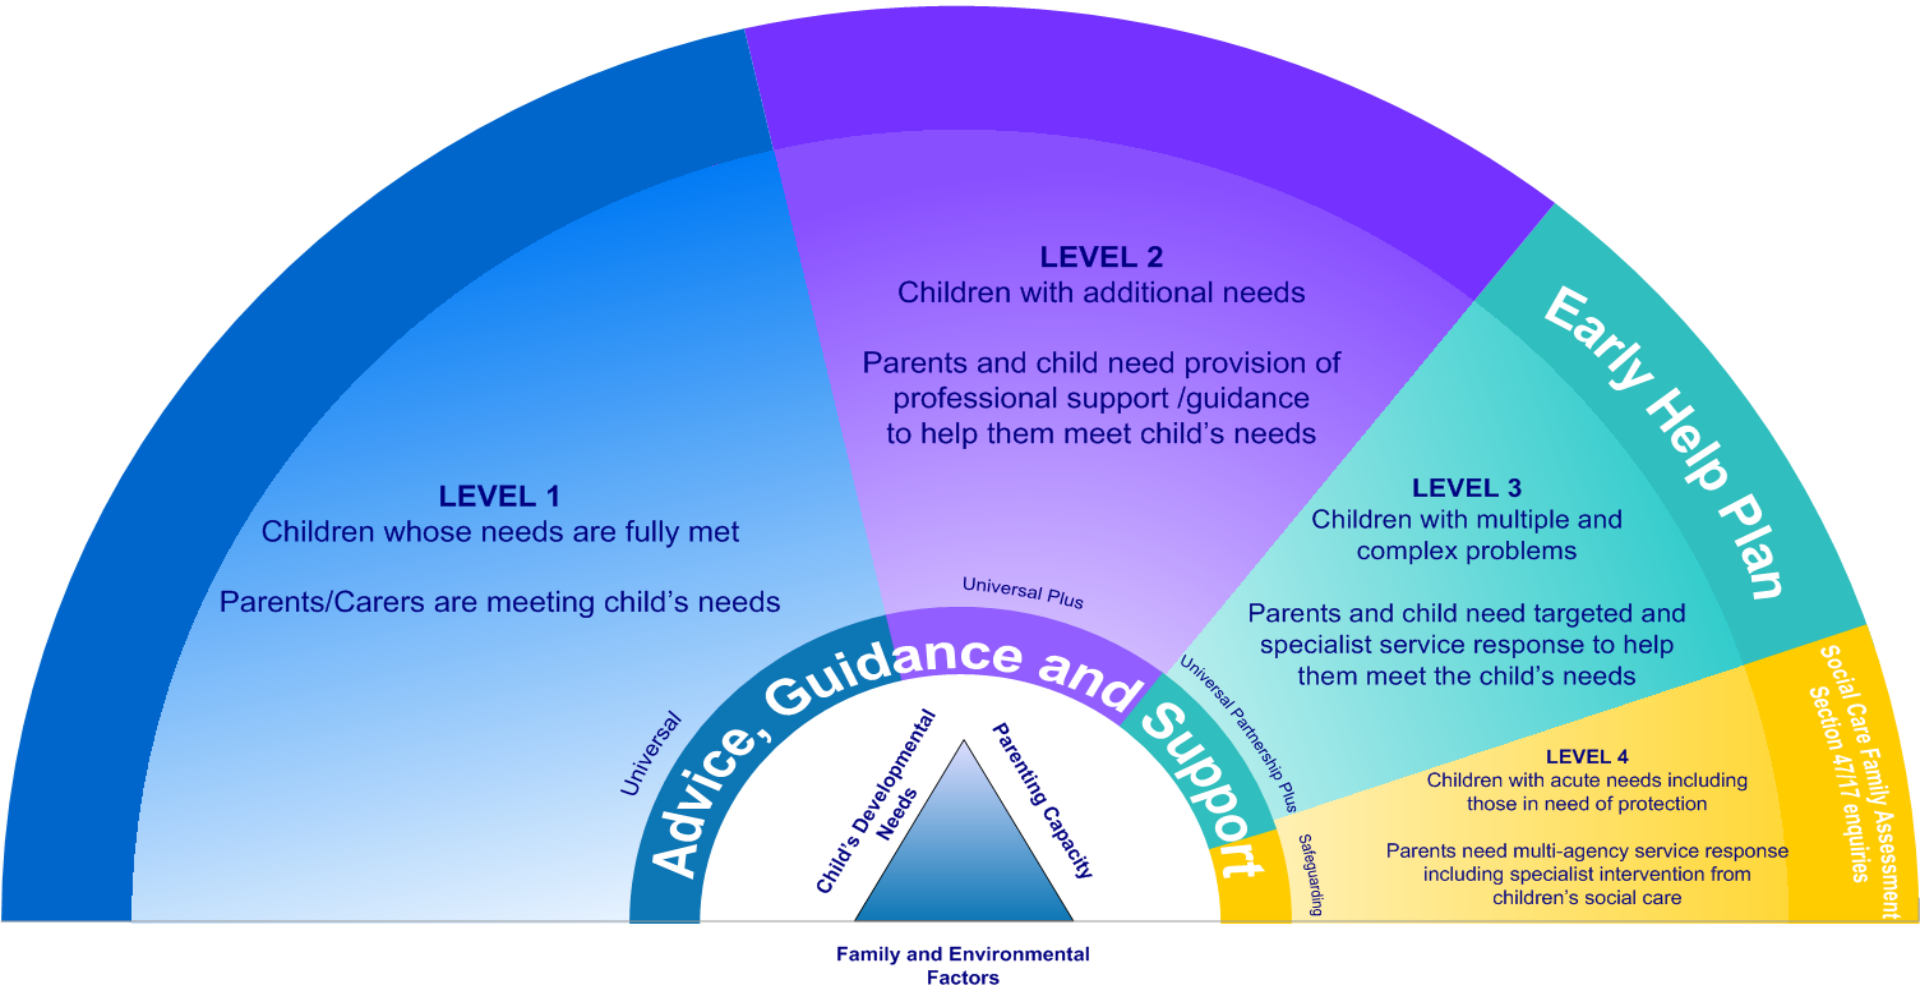 LEVEL 1
Children whose needs are fully met
Parents/Carers are meeting child's needs
LEVEL 2
Children with additional needs
Parents and child need provision of
professional support /guidance
to help them meet child's needs
LEVEL 3
Children with multiple and
complex problems
Parents and child need targeted and
specialist service response to help
them meet the child's needs
LEVEL 4
Children with acute needs including
those in need of protection
Parents need multi-agency service response
including specialist intervention from
children's social care
Early Help Plan
Social Care Family Assessment
Section 47/17 enquiries
Universal
Universal Plus
Universal Partnership Plus
Safeguarding
Advice, Guidance and Support
Child's Developmental
Needs
Parenting Capacity
Family and Environmental
Factors